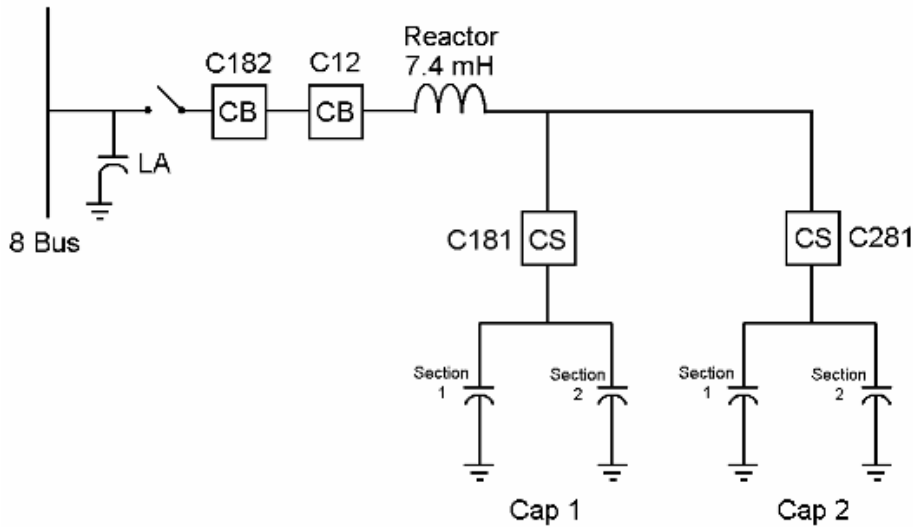 Reactor
7.4 mH
C182
C12
CB
CB
LA
8 Bus
C181
CS
CS
C281
Section
1
Section
2
Section
1
Section
2
Cap 1
Cap 2